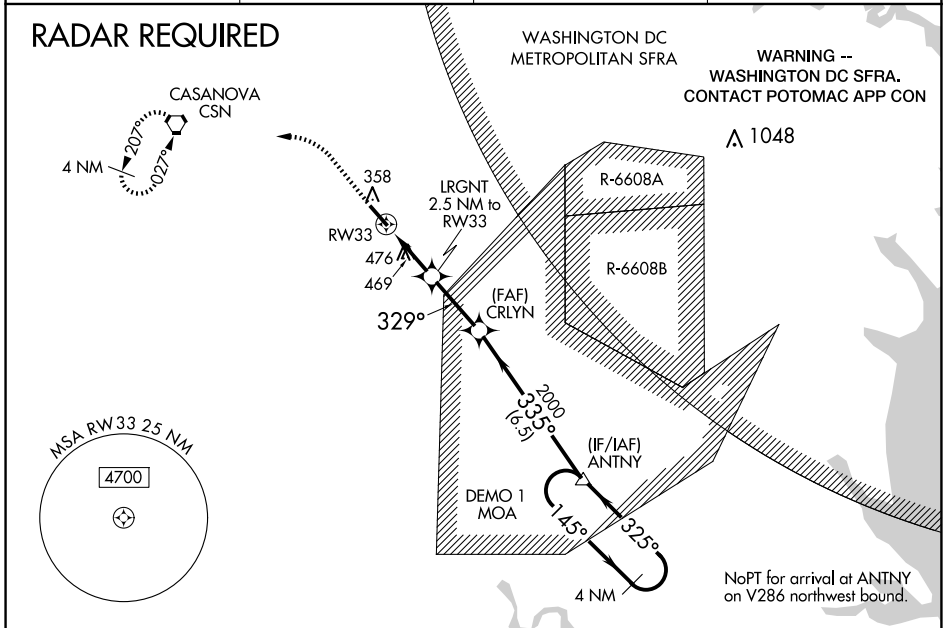 RADAR REQUIRED
WASHINGTON DC
METROPOLITAN SFRA
WARNING --
WASHINGTON DC SFRA.
CONTACT POTOMAC APP CON
1048
CASANOVA
CSN
207°
027°
4 NM
358
LRGNT
2.5 NM to
RW33
RW33
476
469
329°
(FAF)
CRLYN
R-6608A
R-6608B
2000
335°
(6.5)
(IF/IAF)
ANTNY
DEMO 1
MOA
145°
325°
4 NM
MSA RW33 25 NM
4700
NoPT for arrival at ANTNY
on V286 northwest bound.